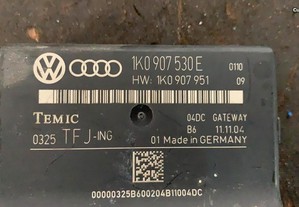 1K0 907 530 E 0110
HW: 1K0 907 951 09
TEMIC 04DC GATEWAY
B6 11.11.04
0325 TFJ-ING 01 Made in GERMANY
00000325B600204B11004DC